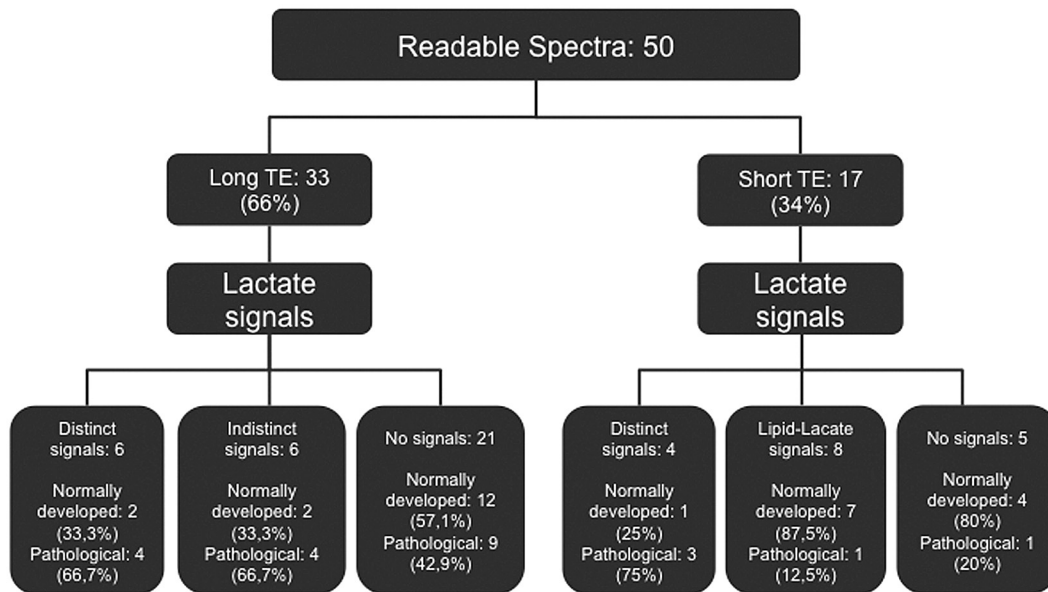 Readable Spectra: 50
Long TE: 33
(66%)
Short TE: 17
(34%)
Lactate
signals
Lactate
signals
Distinct
signals: 6
Normally
developed: 2
(33,3%)
Pathological: 4
(66,7%)
Indistinct
signals: 6
Normally
developed: 2
(33,3%)
Pathological: 4
(66,7%)
No signals: 21
Normally
developed: 12
(57,1%)
Pathological: 9
(42,9%)
Distinct
signals: 4
Normally
developed: 1
(25%)
Pathological: 3
(75%)
Lipid-Lacate
signals: 8
Normally
developed: 7
(87,5%)
Pathological: 1
(12,5%)
No signals: 5
Normally
developed: 4
(80%)
Pathological: 1
(20%)